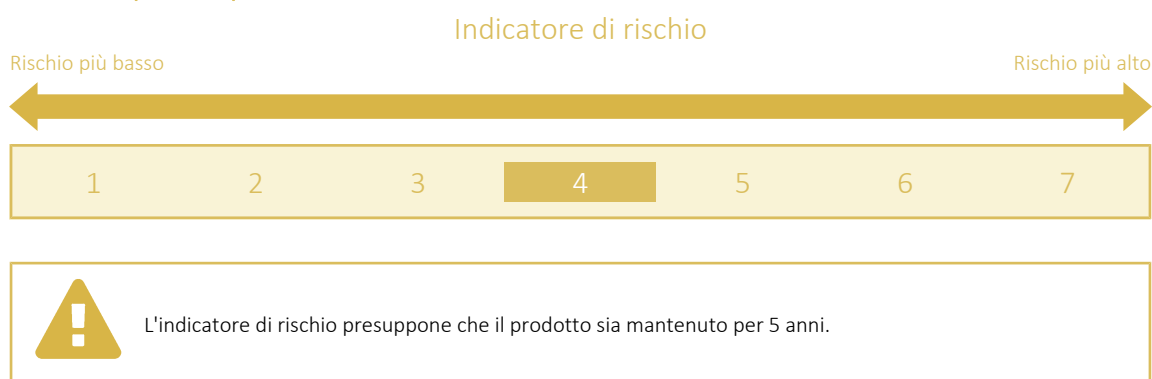 Indicatore di rischio
Rischio più basso Rischio più alto
1 2 3 4 5 6 7
L'indicatore di rischio presuppone che il prodotto sia mantenuto per 5 anni.